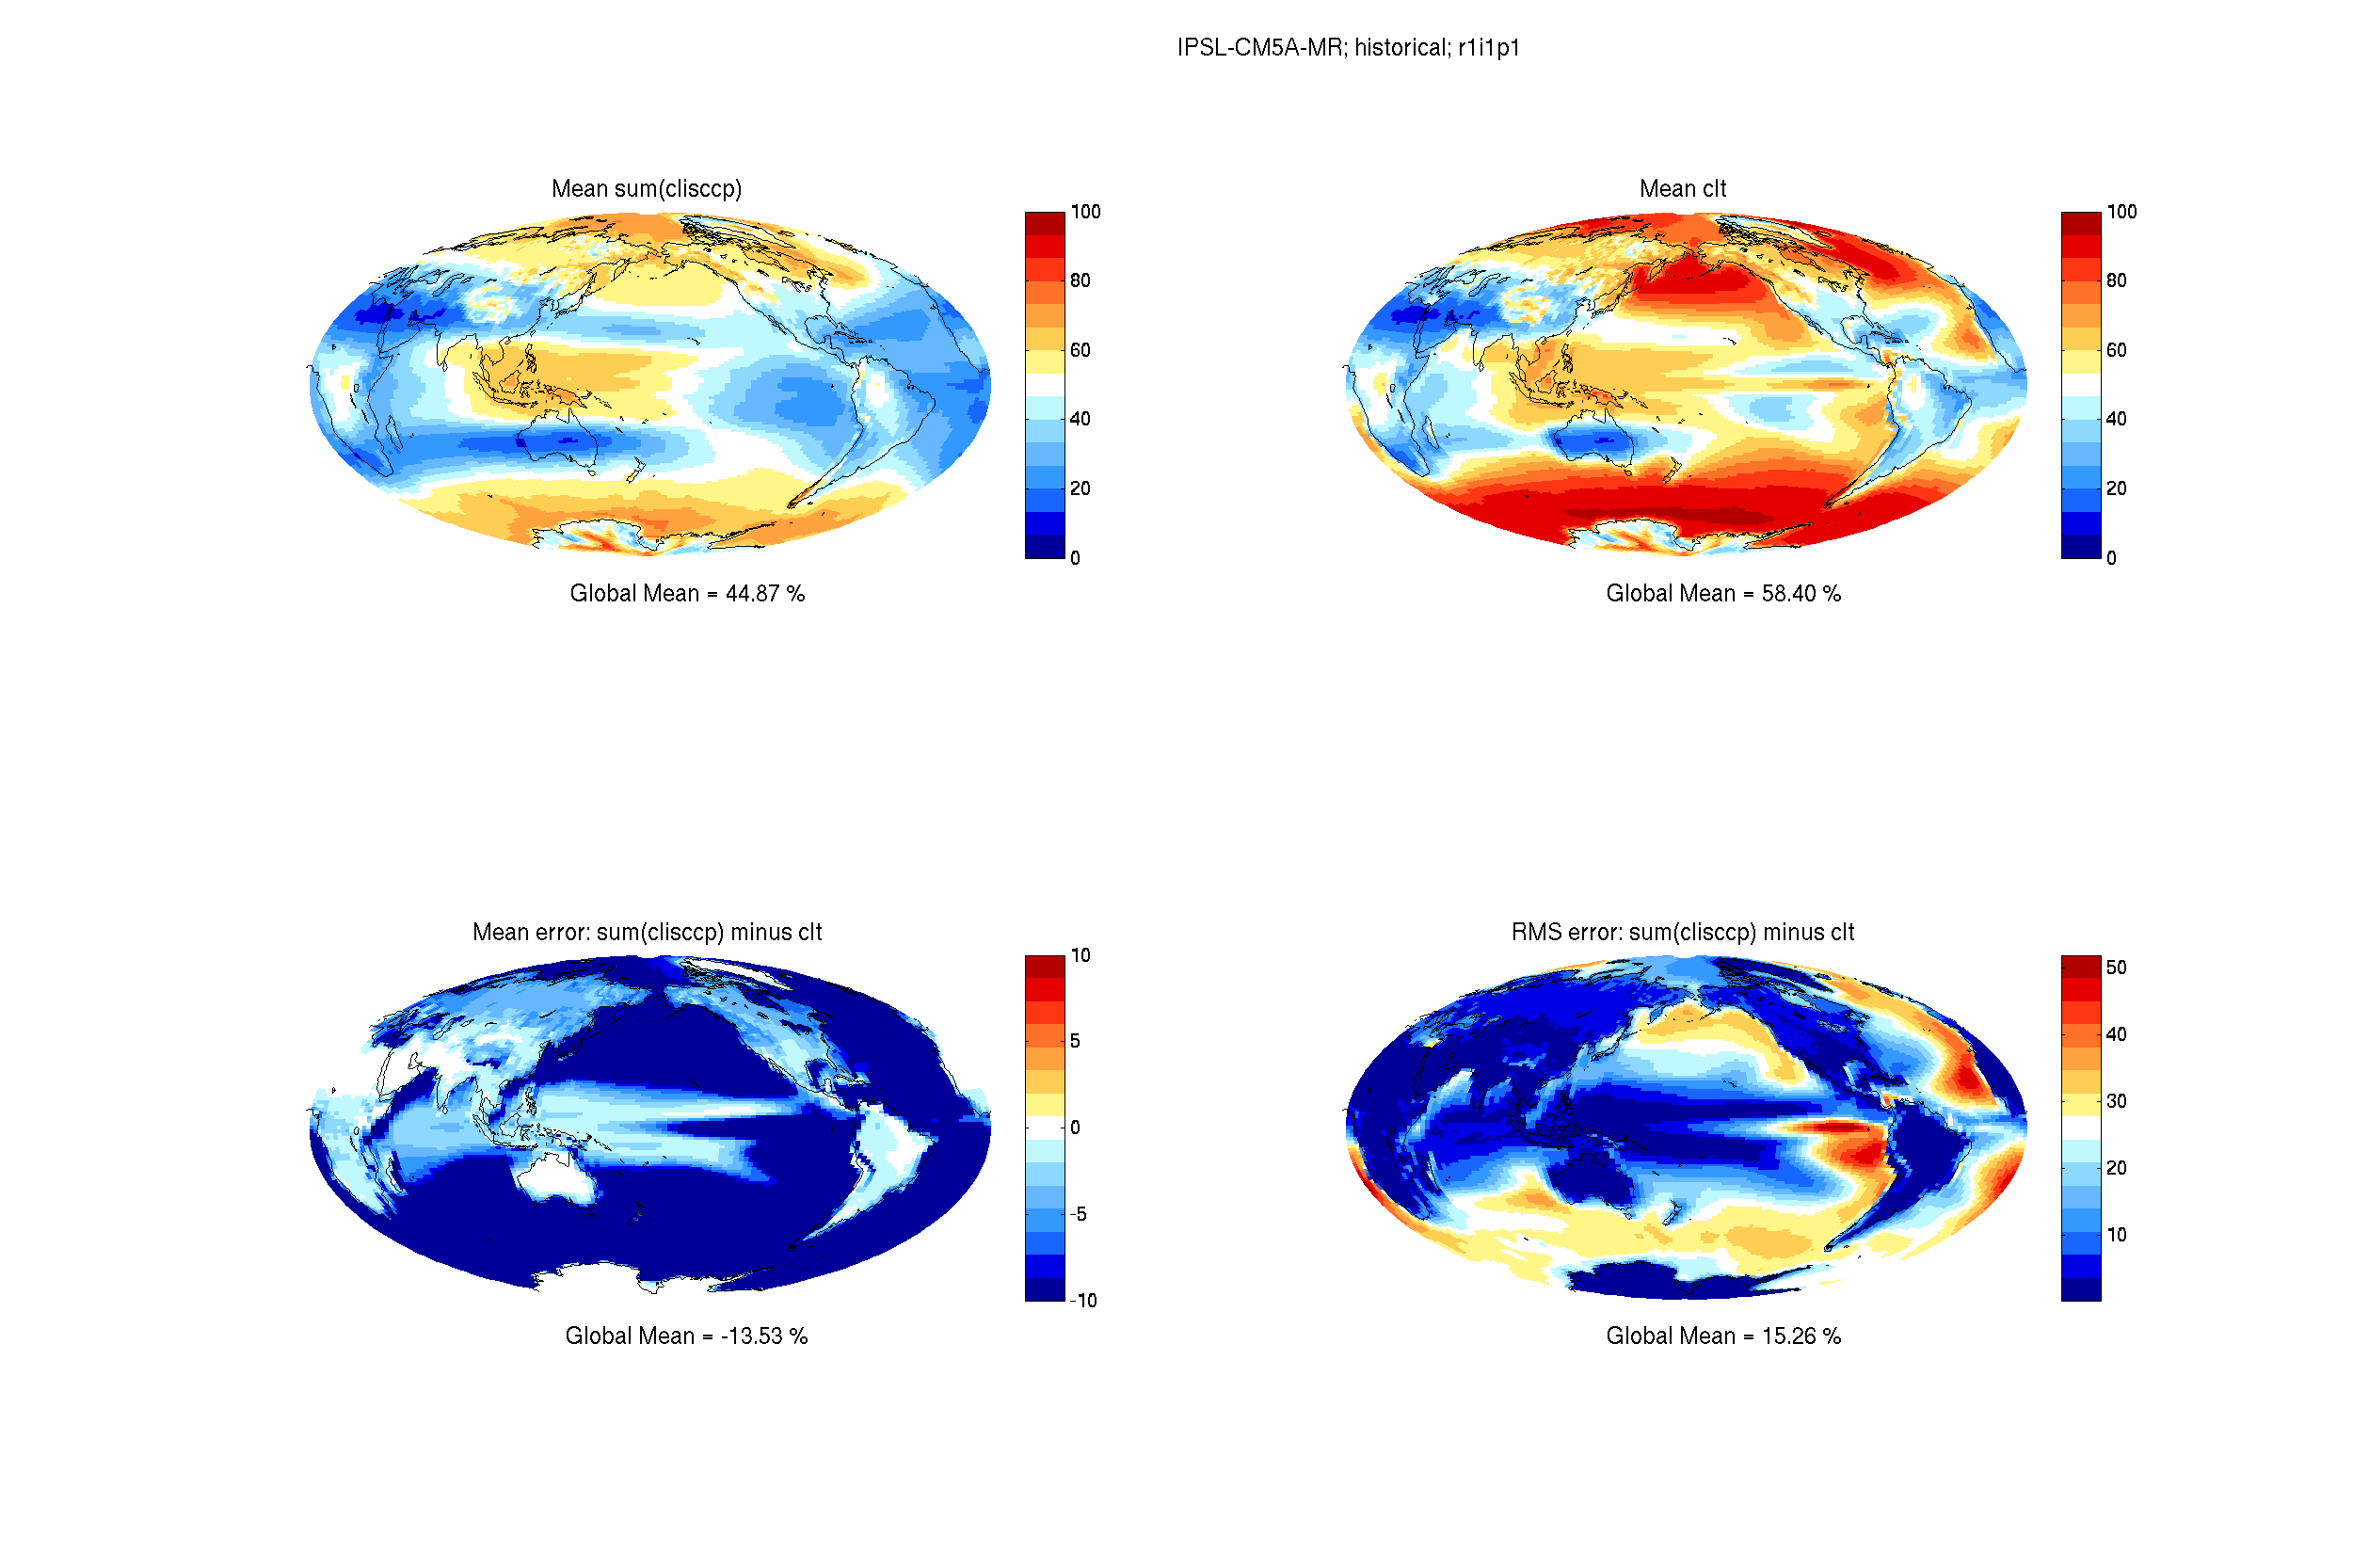 IPSL-CM5A-MR; historical; r1i1p1
Mean sum(clisccp)
100
80
60
40
20
0
Global Mean = 44.87 %
Mean clt
100
80
60
40
20
0
Global Mean = 58.40 %
Mean error: sum(clisccp) minus clt
10
5
0
-5
-10
Global Mean = -13.53 %
RMS error: sum(clisccp) minus clt
50
40
30
20
10
Global Mean = 15.26 %